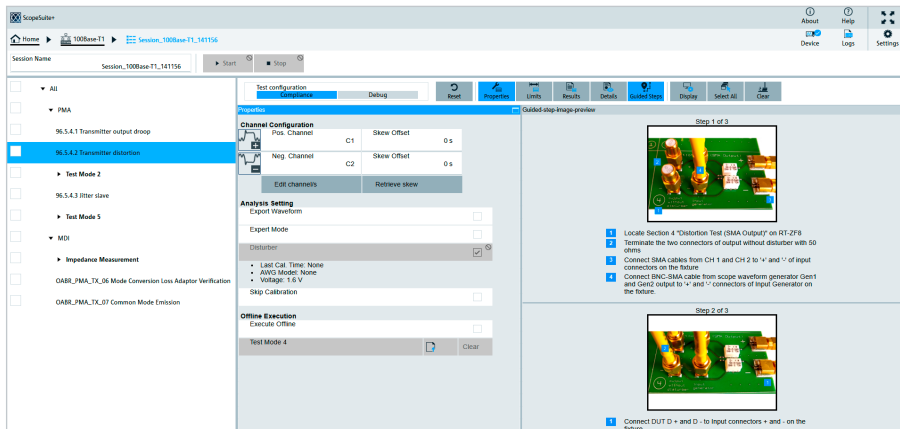 ScopeSuite+
About
Help
Home
100Base-T1
Session_100Base-T1_141156
Device
Logs
Settings
Session Name
Session_100Base-T1_141156
Start
Stop
All
PMA
96.5.4.1 Transmitter output droop
96.5.4.2 Transmitter distortion
Test Mode 2
96.5.4.3 Jitter slave
Test Mode 5
MDI
Impedance Measurement
OABR_PMA_TX_06 Mode Conversion Loss Adaptor Verification
OABR_PMA_TX_07 Common Mode Emission
Test configuration
Compliance
Debug
Reset
Properties
Limits
Results
Details
Guided Steps
Display
Select All
Clear
Properties
Channel Configuration
Pos. Channel
C1
Skew Offset
0 s
Neg. Channel
C2
Skew Offset
0 s
Edit channel/s
Retrieve skew
Analysis Setting
Export Waveform
Expert Mode
Disturber
• Last Cal. Time: None
• AWG Model: None
• Voltage: 1.6 V
Skip Calibration
Offline Execution
Execute Offline
Test Mode 4
Clear
Guided-step-image-preview
Step 1 of 3
1 Locate Section 4 "Distortion Test (SMA Output)" on RT-ZF8
2 Terminate the two connectors of output without disturber with 50
ohms
3 Connect SMA cables from CH 1 and CH 2 to '+' and '-' of input
connectors on the fixture
4 Connect BNC-SMA cable from scope waveform generator Gen1
and Gen2 output to '+' and '-' connectors of Input Generator on
the fixture.
Step 2 of 3
1 Connect DUT D + and D - to Input connectors + and - on the
fixture